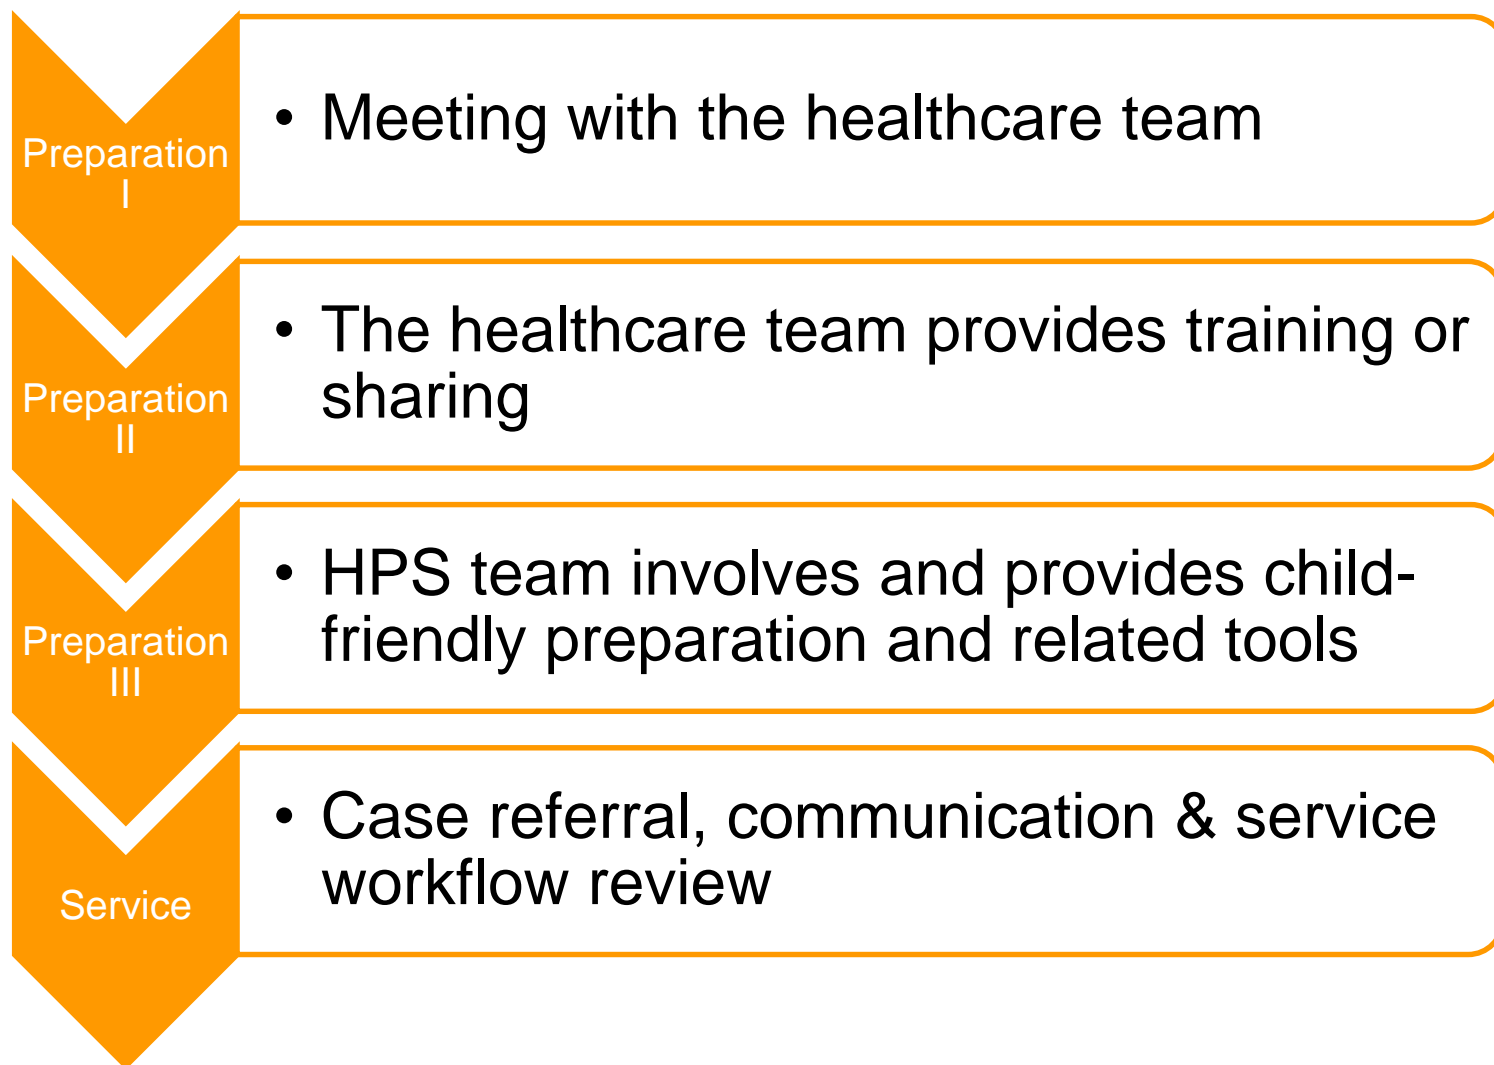 Preparation
I
• Meeting with the healthcare team
Preparation
II
• The healthcare team provides training or
sharing
Preparation
III
• HPS team involves and provides child-
friendly preparation and related tools
Service
• Case referral, communication & service
workflow review